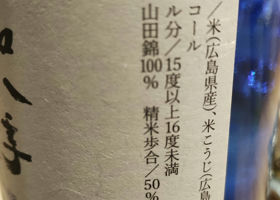 ／米(広島県産)、米こうじ(広島
コール
ル分／15度以上16度未満
山田錦100% 精米歩合／50%